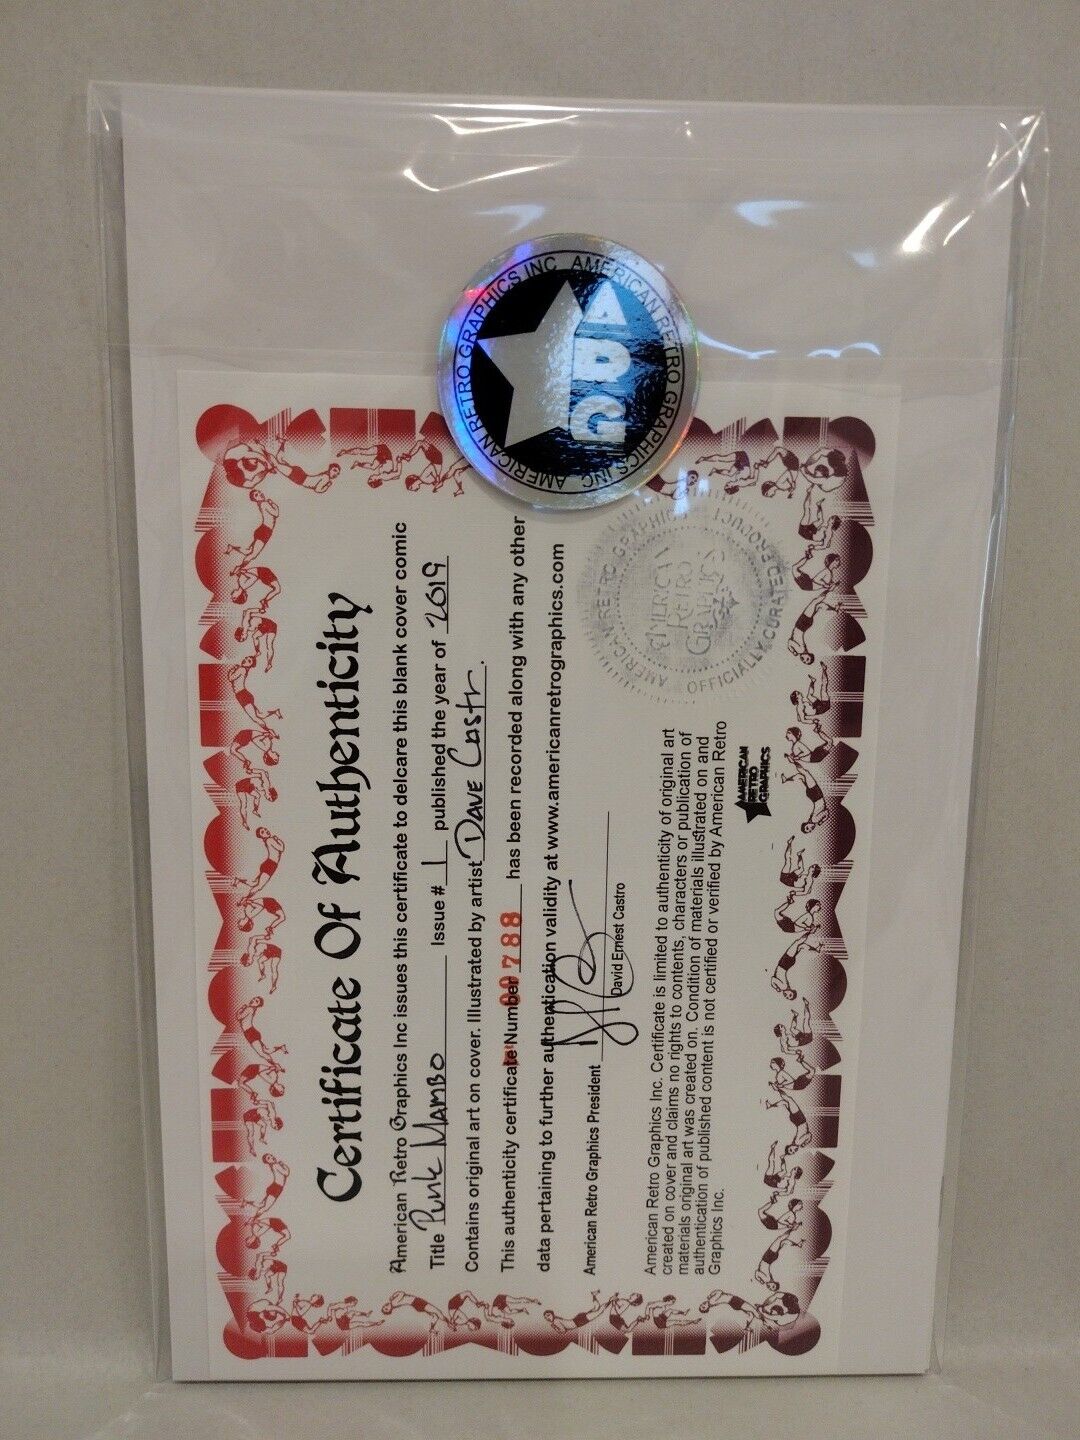 Certificate Of Authenticity
American Retro Graphics Inc issues this certificate to delcare this blank cover comic
Title Punk Mambo Issue # 1 published the year of 2019
Contains original art on cover. Illustrated by artist Dave Castr.
This authenticity certificate Number 00788 has been recorded along with any other
data pertaining to further authentication validity at www.americanretrographics.com
American Retro Graphics President
David Ernest Castro
American Retro Graphics Inc. Certificate is limited to authenticity of original art
created on cover and claims no rights to contents, characters or publication of
materials original art was created on. Condition of materials illustrated on and
authentication of published content is not certified or verified by American Retro
Graphics Inc.
AMERICAN
RETRO
GRAPHICS
AMERICAN RETRO GRAPHICS INC AMERICAN RETRO GRAPHICS INC
ARG
AMERICAN RETRO GRAPHICS
OFFICIALLY CURATED PRODUCT
AMERICAN
RETRO
GRAPHICS